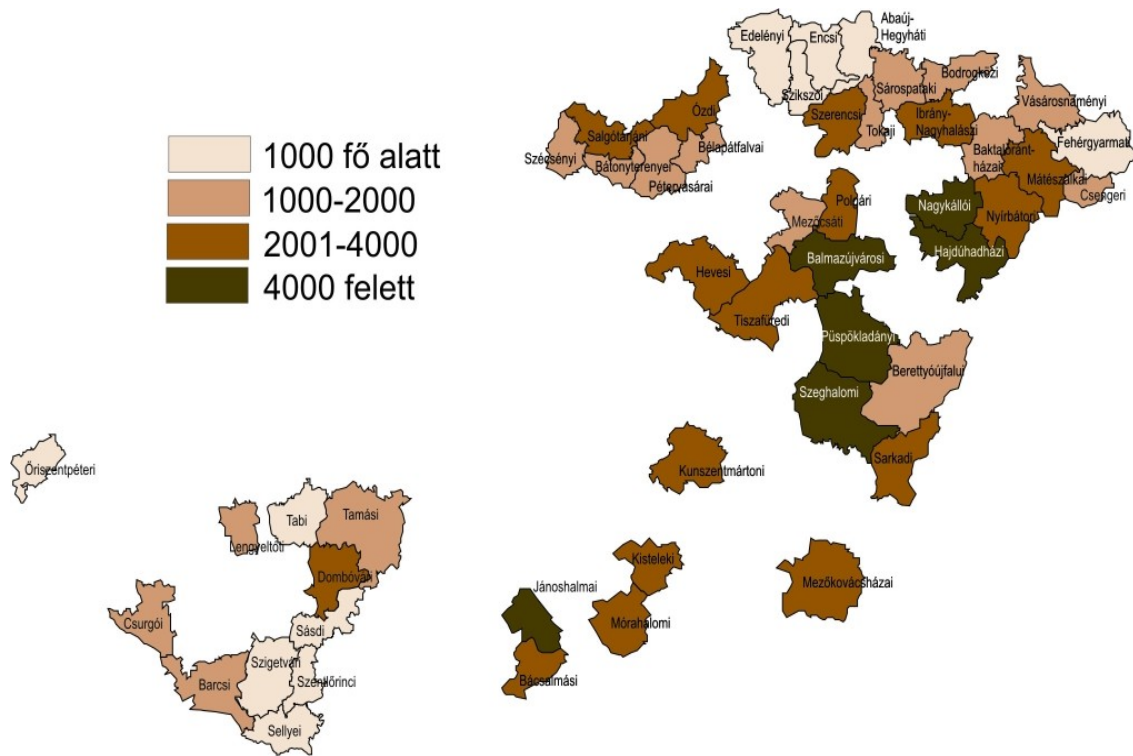 1000 fő alatt
1000-2000
2001-4000
4000 felett
Abaúj-
Hegyháti
Edelényi
Encsi
Szikszói
Bodrogközi
Sárospataki
Vásárosnaményi
Ózdi
Szerencsi
Ibrány-
Nagyhalászi
Salgótarjáni
Tokaji
Fehérgyarmati
Szécsényi
Bátonyterenyei
Bélapátfalvai
Baktalóránt-
házai
Pétervásárai
Mátészalkai
Csengeri
Polgári
Nagykállói
Nyírbátori
Mezőcsáti
Hevesi
Balmazújvárosi
Hajdúhadházi
Tiszafüredi
Püspökladányi
Berettyóújfalui
Szeghalomi
Sarkadi
Kunszentmártoni
Őriszentpéteri
Tabi
Tamási
Lengyeltóti
Dombóvári
Kisteleki
Mezőkovácsházai
Jánoshalmai
Csurgói
Mórahalomi
Sásdi
Szigetvári
Szentlőrinci
Barcsi
Bácsalmási
Sellyei